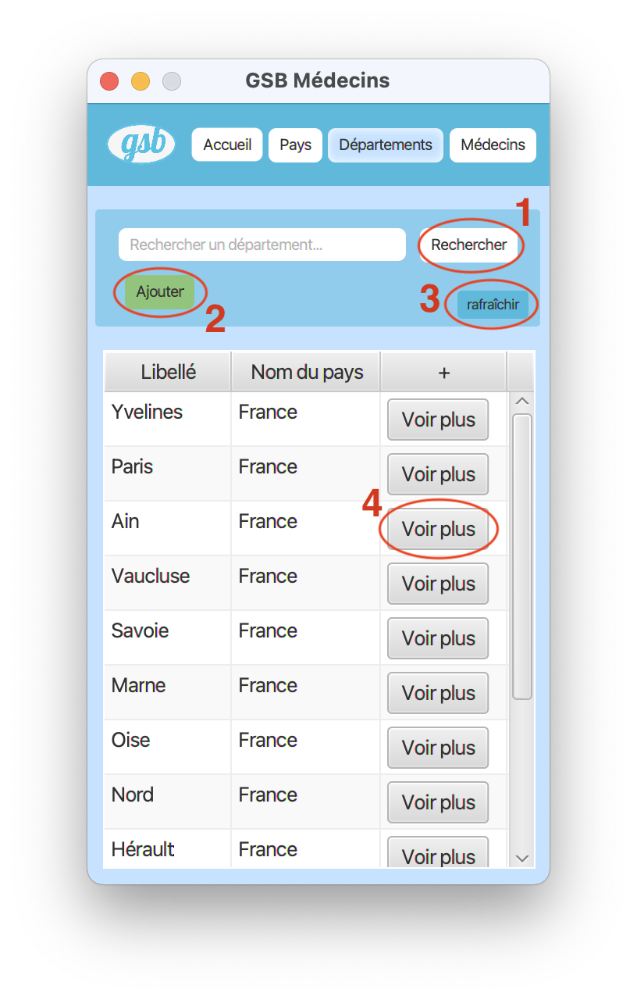 GSB Médecins
gsb Accueil Pays Départements Médecins
1
Rechercher un département... Rechercher
Ajouter 3 rafraîchir
2
Libellé Nom du pays +
Yvelines France Voir plus
Paris France Voir plus
4
Ain France Voir plus
Vaucluse France Voir plus
Savoie France Voir plus
Marne France Voir plus
Oise France Voir plus
Nord France Voir plus
Hérault France Voir plus